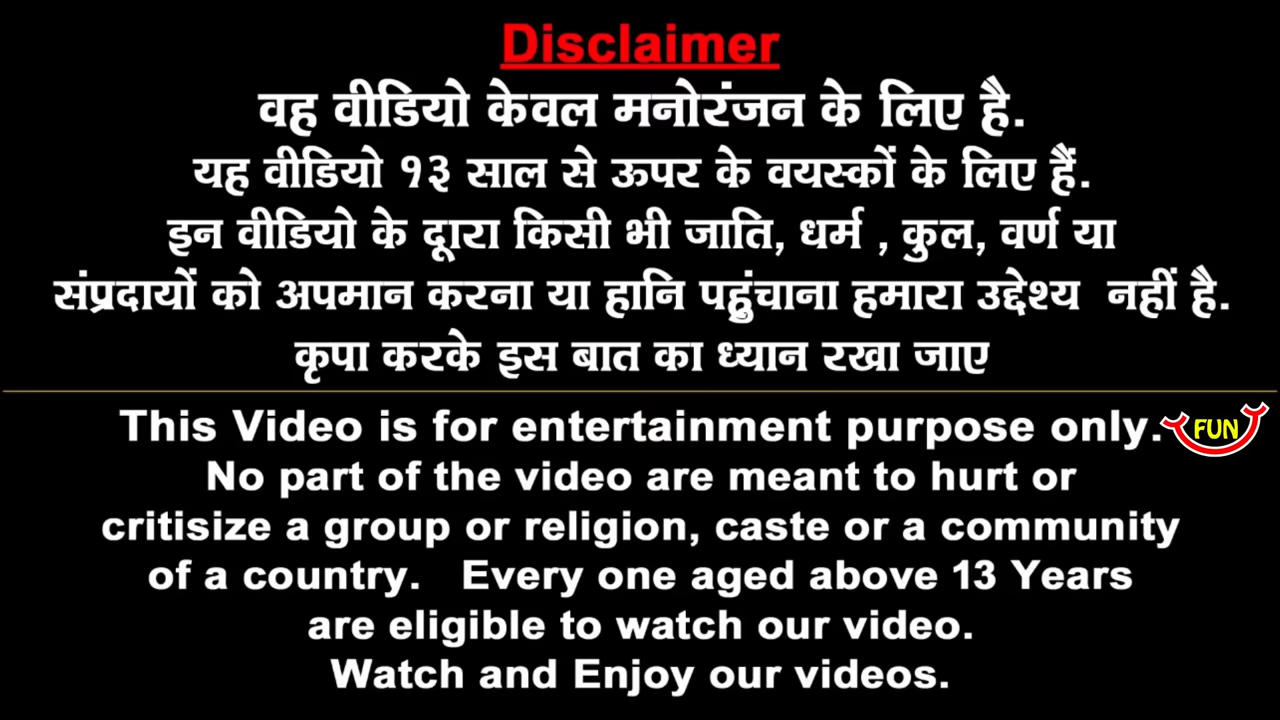 Disclaimer
वह वीडियो केवल मनोरंजन के लिए है.
यह वीडियो १३ साल से ऊपर के वयस्कों के लिए हैं.
इन वीडियो के दूारा किसी भी जाति, धर्म , कुल, वर्ण या
संप्रदायों को अपमान करना या हानि पहुंचाना हमारा उद्देश्य नहीं है.
कृपा करके इस बात का ध्यान रखा जाए
This Video is for entertainment purpose only.
FUN
No part of the video are meant to hurt or
critisize a group or religion, caste or a community
of a country. Every one aged above 13 Years
are eligible to watch our video.
Watch and Enjoy our videos.